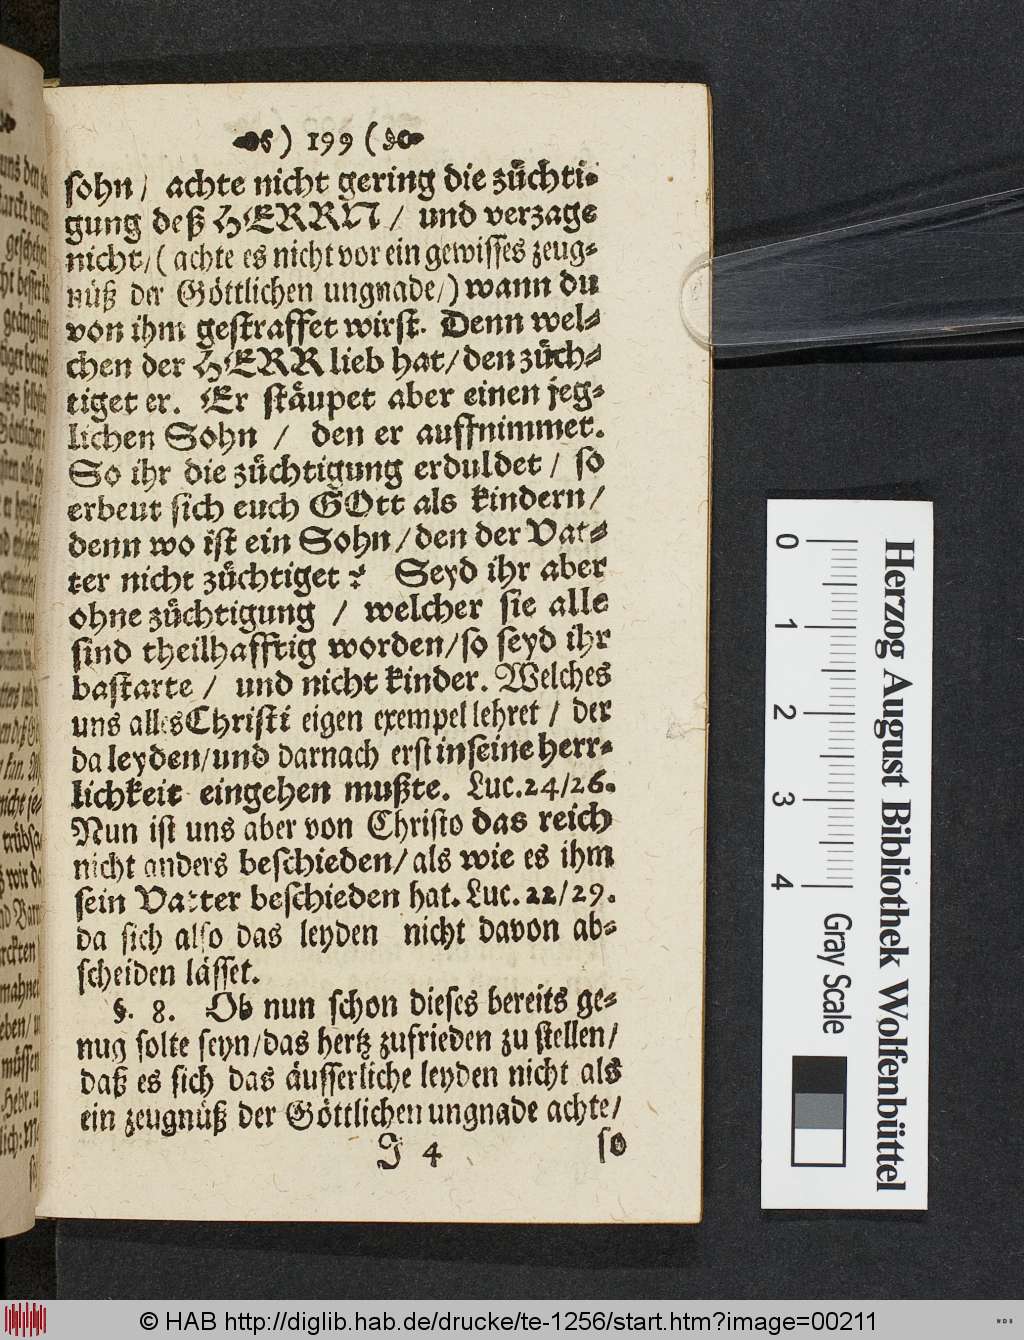 ) 199 (
sohn / achte nicht gering die züchti-
gung deß HERRN / und verzage
nicht / ( achte es nicht vor ein gewisses zeug-
nüß der Göttlichen ungnade / ) wann du
von ihm gestraffet wirst. Denn wel-
chen der HERR lieb hat / den züch-
tiget er. Er stäupet aber einen jeg-
lichen Sohn / den er auffnimmet.
So ihr die züchtigung erduldet / so
erbeut sich euch GOtt als kindern /
denn wo ist ein Sohn / den der Vat-
ter nicht züchtiget? Seyd ihr aber
ohne züchtigung / welcher sie alle
sind theilhafftig worden / so seyd ihr
bastarte / und nicht kinder. Welches
uns alles Christi eigen exempel lehret / der
da leyden / und darnach erst in seine herr-
lichkeit eingehen mußte. Luc. 24 / 26.
Nun ist uns aber von Christo das reich
nicht anders beschieden / als wie es ihm
sein Vatter beschieden hat. Luc. 22 / 29.
da sich also das leyden nicht davon ab-
scheiden lässet.
§. 8. Ob nun schon dieses bereits ge-
nug solte seyn / das hertz zufrieden zu stellen /
daß es sich das äusserliche leyden nicht als
ein zeugnüß der Göttlichen ungnade achte /
J 4
so
0
1
2
3
4
Gray Scale
Herzog August Bibliothek Wolfenbüttel
© HAB http://diglib.hab.de/drucke/te-1256/start.htm?image=00211